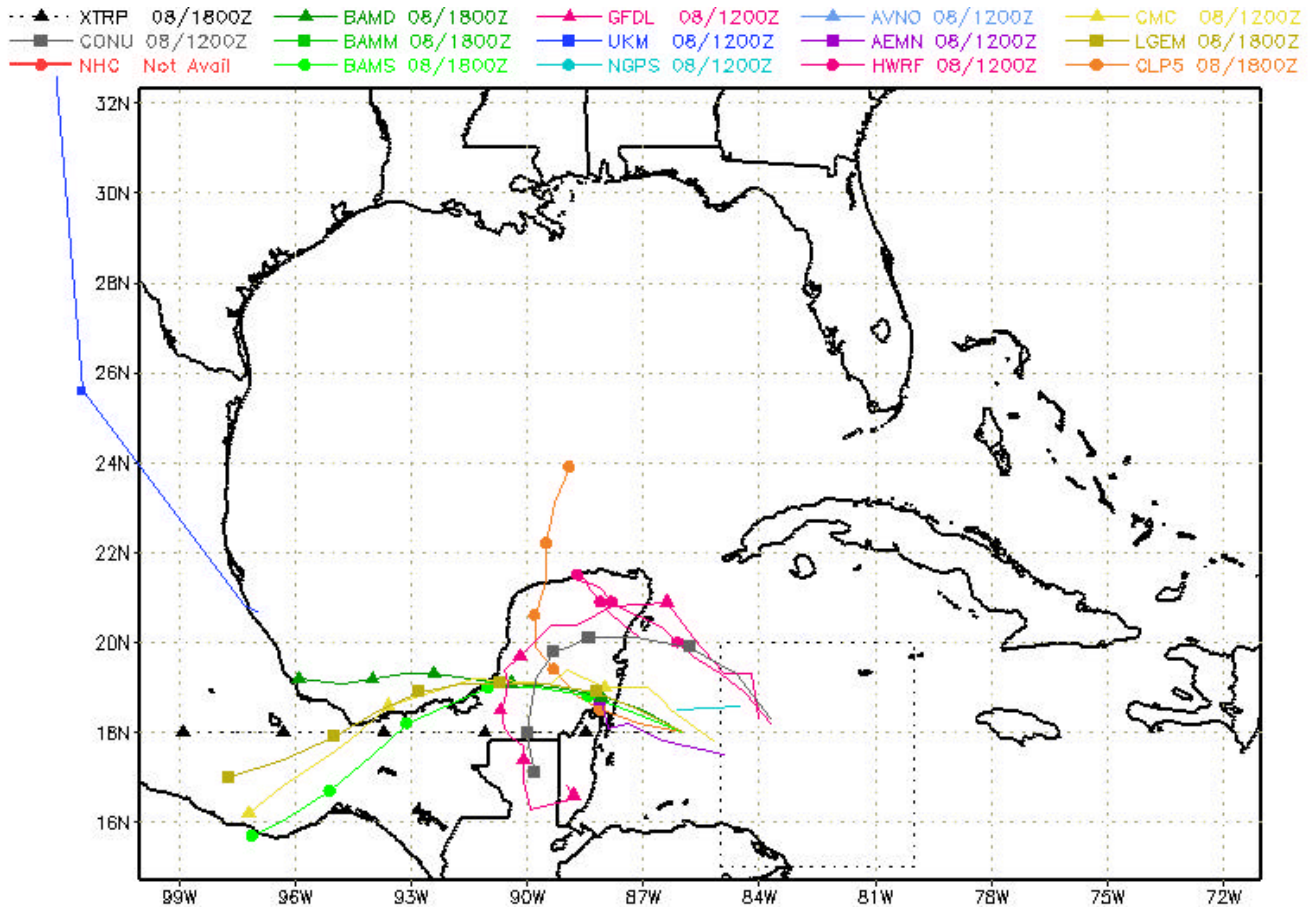 XTRP 08/1800Z BAMD 08/1800Z GFDL 08/1200Z AVNO 08/1200Z CMC 08/1200Z
CONU 08/1200Z BAMM 08/1800Z UKM 08/1200Z AEMN 08/1200Z LGEM 08/1800Z
NHC Not Avail BAMS 08/1800Z NGPS 08/1200Z HWRF 08/1200Z CLP5 08/1800Z
32N
30N
28N
26N
24N
22N
20N
18N
16N
99W 96W 93W 90W 87W 84W 81W 78W 75W 72W